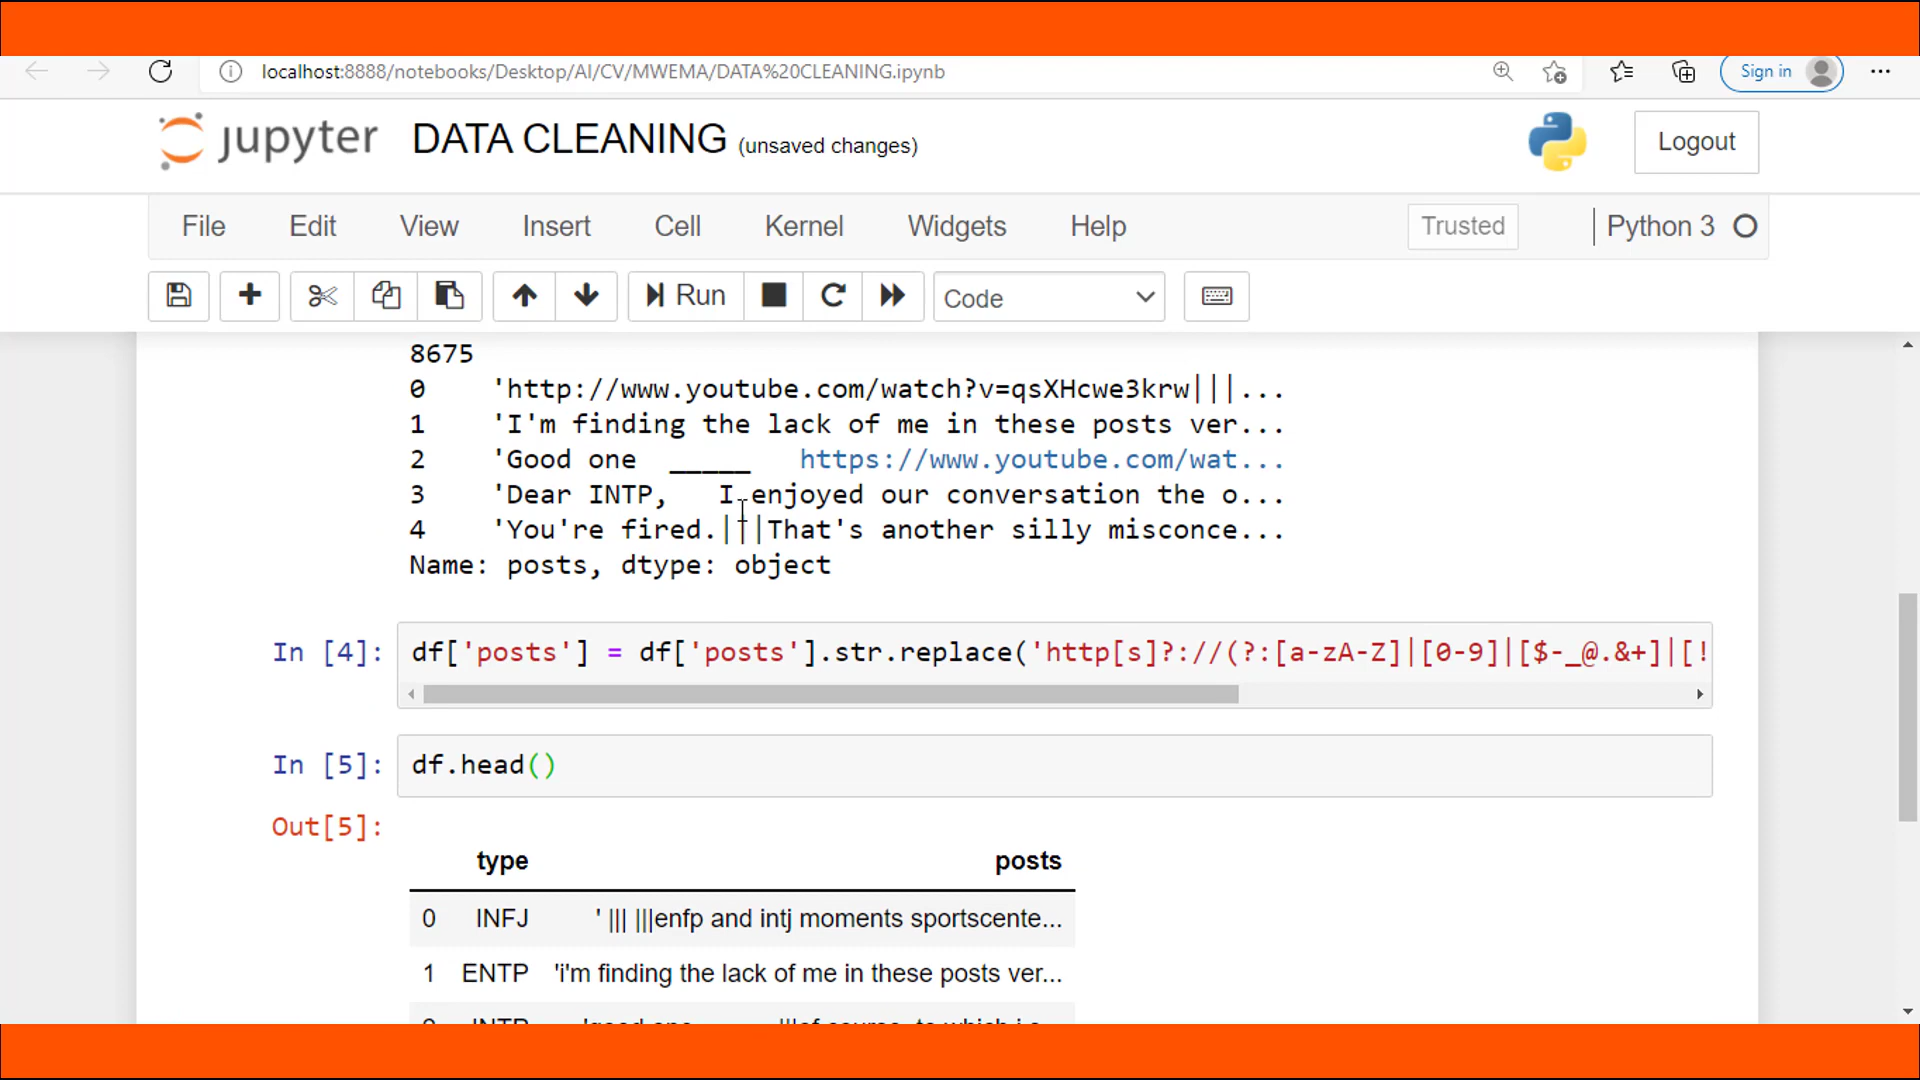 localhost:8888/notebooks/Desktop/AI/CV/MWEMA/DATA%20CLEANING.ipynb
Sign in
jupyter DATA CLEANING (unsaved changes)
Logout
File Edit View Insert Cell Kernel Widgets Help Trusted Python 3
Run Code
8675
0 'http://www.youtube.com/watch?v=qsXHcwe3krw|||...
1 'I'm finding the lack of me in these posts ver...
2 'Good one _____ https://www.youtube.com/wat...
3 'Dear INTP, I enjoyed our conversation the o...
4 'You're fired.|||That's another silly misconce...
Name: posts, dtype: object
In [4]: df['posts'] = df['posts'].str.replace('http[s]?://(?:[a-zA-Z]|[0-9]|[$-_@.&+]|[!
In [5]: df.head()
Out[5]:
type posts
0 INFJ ' ||| |||enfp and intj moments sportscente...
1 ENTP 'i'm finding the lack of me in these posts ver...